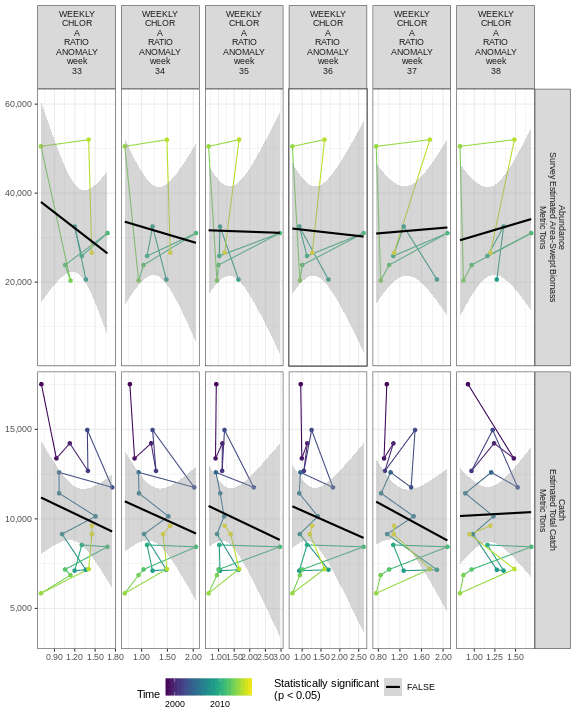 WEEKLY
CHLOR
A
RATIO
ANOMALY
week
33
WEEKLY
CHLOR
A
RATIO
ANOMALY
week
34
WEEKLY
CHLOR
A
RATIO
ANOMALY
week
35
WEEKLY
CHLOR
A
RATIO
ANOMALY
week
36
WEEKLY
CHLOR
A
RATIO
ANOMALY
week
37
WEEKLY
CHLOR
A
RATIO
ANOMALY
week
38
60,000
40,000
20,000
Abundance
Survey Estimated Area-Swept Biomass
Metric Tons
15,000
10,000
5,000
Catch
Estimated Total Catch
Metric Tons
0.90 1.20 1.50 1.80
1.00 1.50 2.00
1.00 1.50 2.00 2.50 3.00
1.00 1.50 2.00 2.50
0.80 1.20 1.60 2.00
1.00 1.25 1.50
Time
2000 2010
Statistically significant
(p < 0.05)
FALSE